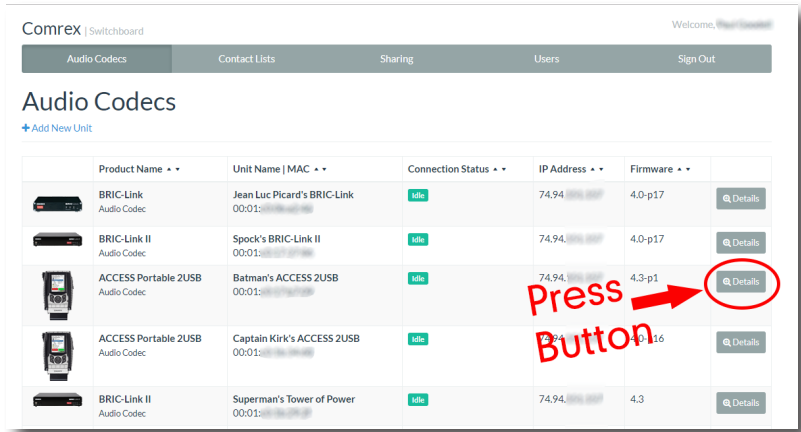 Comrex | Switchboard
Welcome,
Audio Codecs Contact Lists Sharing Users Sign Out
Audio Codecs
+ Add New Unit
Product Name Unit Name | MAC Connection Status IP Address Firmware
BRIC-Link Jean Luc Picard's BRIC-Link Idle 74.94. 4.0-p17 Details
Audio Codec 00:01:
BRIC-Link II Spock's BRIC-Link II Idle 74.94. 4.0-p17 Details
Audio Codec 00:01:
ACCESS Portable 2USB Batman's ACCESS 2USB Idle 74.94. 4.3-p1 Details
Audio Codec 00:01:
Press
Button
ACCESS Portable 2USB Captain Kirk's ACCESS 2USB Idle 74.94. 4.0-p16 Details
Audio Codec 00:01:
BRIC-Link II Superman's Tower of Power Idle 74.94. 4.3 Details
Audio Codec 00:01: